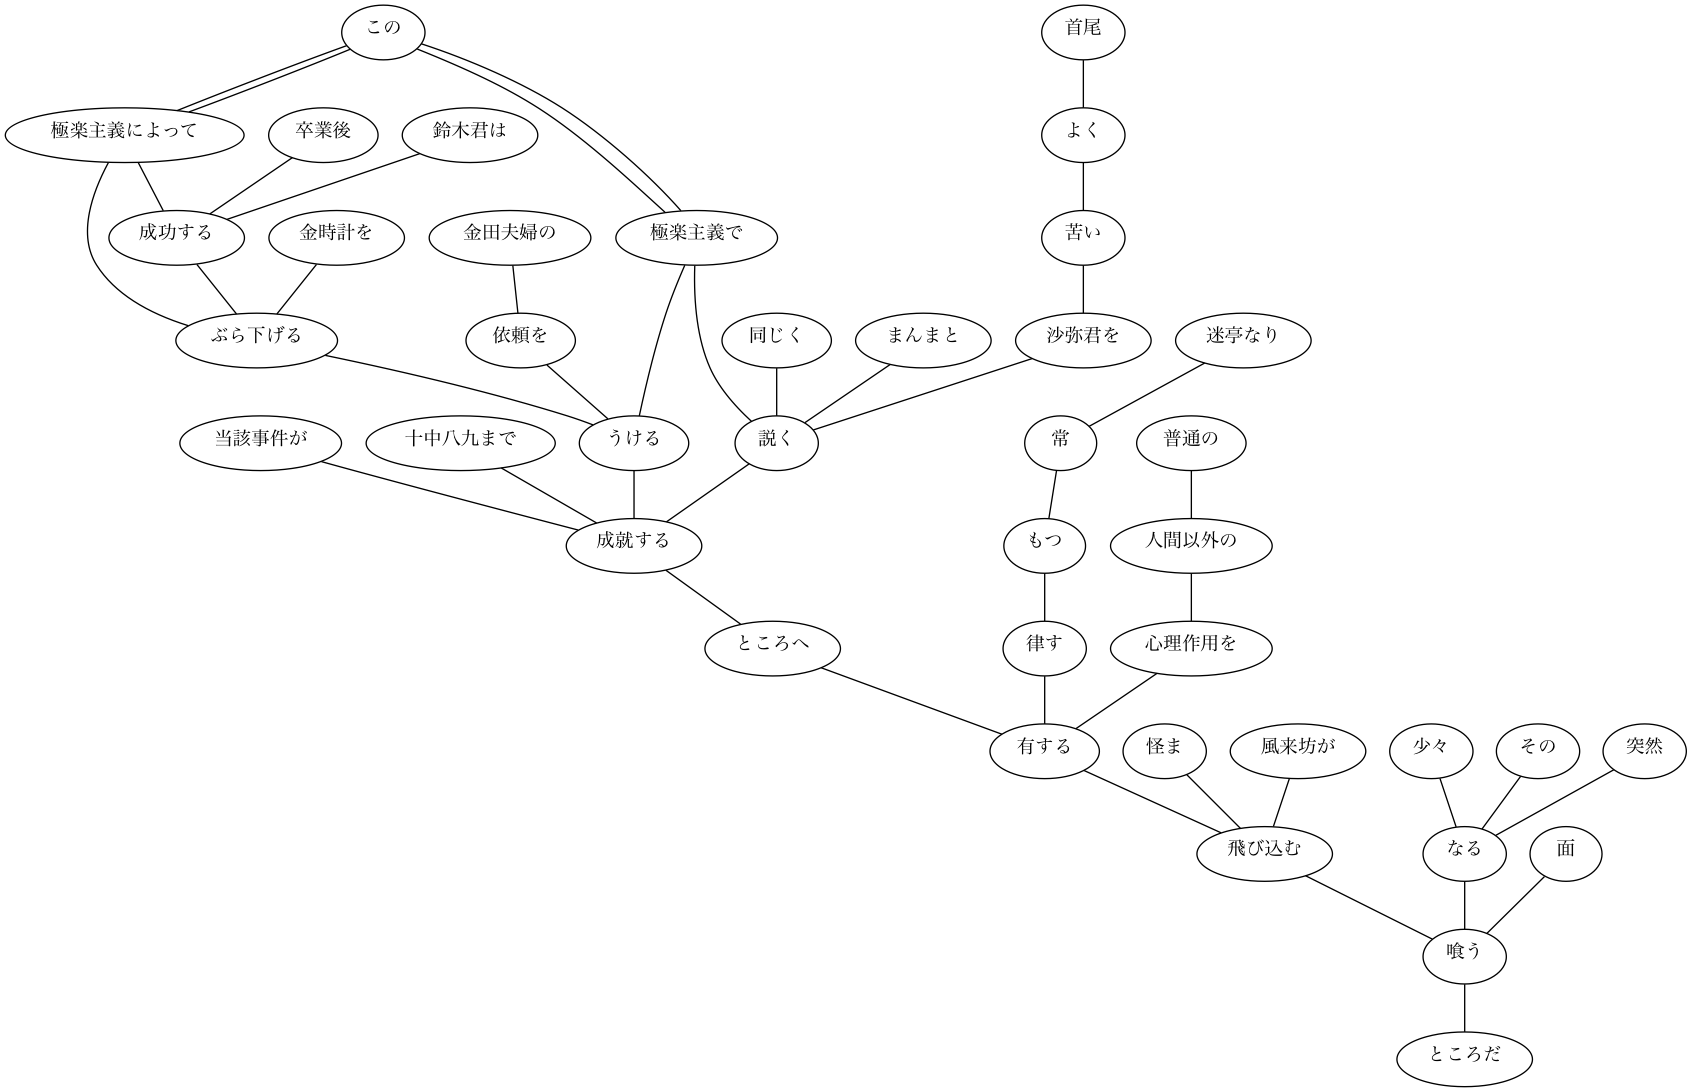 この
首尾
極楽主義によって
卒業後
鈴木君は
よく
成功する
金時計を
金田夫婦の
極楽主義で
苦い
ぶら下げる
依頼を
同じく
まんまと
沙弥君を
迷亭なり
当該事件が
十中八九まで
うける
説く
常
普通の
成就する
もつ
人間以外の
ところへ
律す
心理作用を
有する
怪ま
風来坊が
少々
その
突然
飛び込む
なる
面
喰う
ところだ